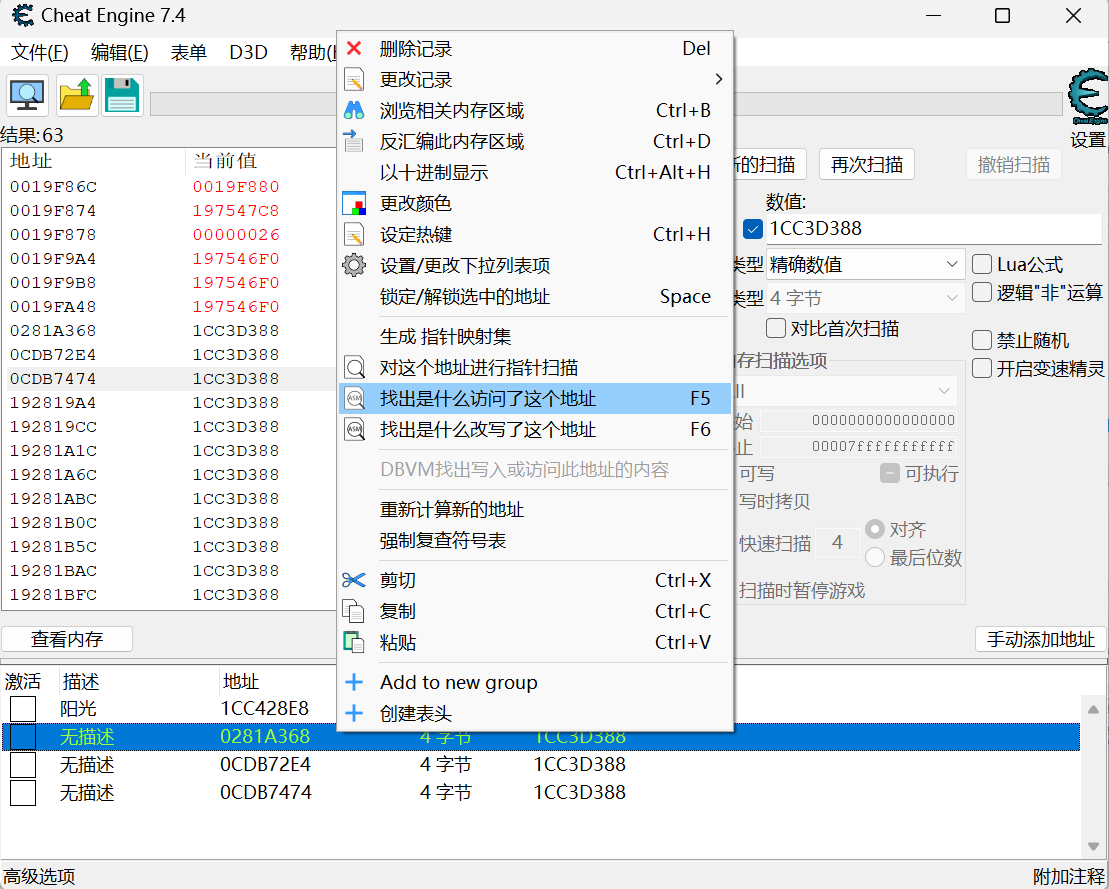 Cheat Engine 7.4
文件(F) 编辑(E) 表单 D3D 帮助(
结果:63
地址 当前值
0019F86C 0019F880
0019F874 197547C8
0019F878 00000026
0019F9A4 197546F0
0019F9B8 197546F0
0019FA48 197546F0
0281A368 1CC3D388
0CDB72E4 1CC3D388
0CDB7474 1CC3D388
192819A4 1CC3D388
192819CC 1CC3D388
19281A1C 1CC3D388
19281A6C 1CC3D388
19281ABC 1CC3D388
19281B0C 1CC3D388
19281B5C 1CC3D388
19281BAC 1CC3D388
19281BFC 1CC3D388
查看内存
删除记录 Del
更改记录
浏览相关内存区域 Ctrl+B
反汇编此内存区域 Ctrl+D
以十进制显示 Ctrl+Alt+H
更改颜色
设定热键 Ctrl+H
设置/更改下拉列表项
锁定/解锁选中的地址 Space
生成 指针映射集
对这个地址进行指针扫描
找出是什么访问了这个地址 F5
找出是什么改写了这个地址 F6
DBVM找出写入或访问此地址的内容
重新计算新的地址
强制复查符号表
剪切 Ctrl+X
复制 Ctrl+C
粘贴 Ctrl+V
Add to new group
创建表头
设置
的扫描 再次扫描 撤销扫描
数值:
1CC3D388
类型 精确数值 Lua公式
类型 4 字节 逻辑"非"运算
对比首次扫描 禁止随机
存扫描选项 开启变速精灵
ll
始 0000000000000000
止 00007fffffffffff
可写 可执行
写时拷贝
快速扫描 4 对齐
最后位数
扫描时暂停游戏
手动添加地址
激活 描述 地址
阳光 1CC428E8
无描述 0281A368 4 字节 1CC3D388
无描述 0CDB72E4 4 字节 1CC3D388
无描述 0CDB7474 4 字节 1CC3D388
高级选项 附加注释